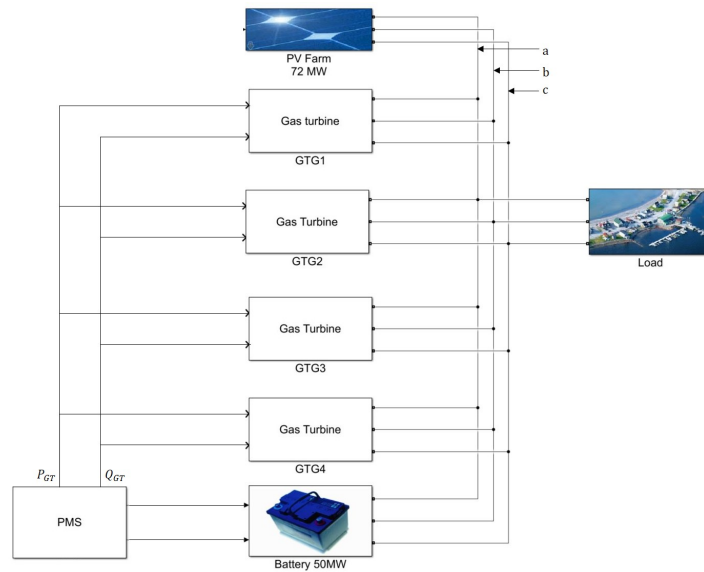 PV Farm
72 MW
a
b
c
Gas turbine
GTG1
Gas Turbine
GTG2
Load
Gas Turbine
GTG3
Gas Turbine
GTG4
P_GT
Q_GT
PMS
Battery 50MW